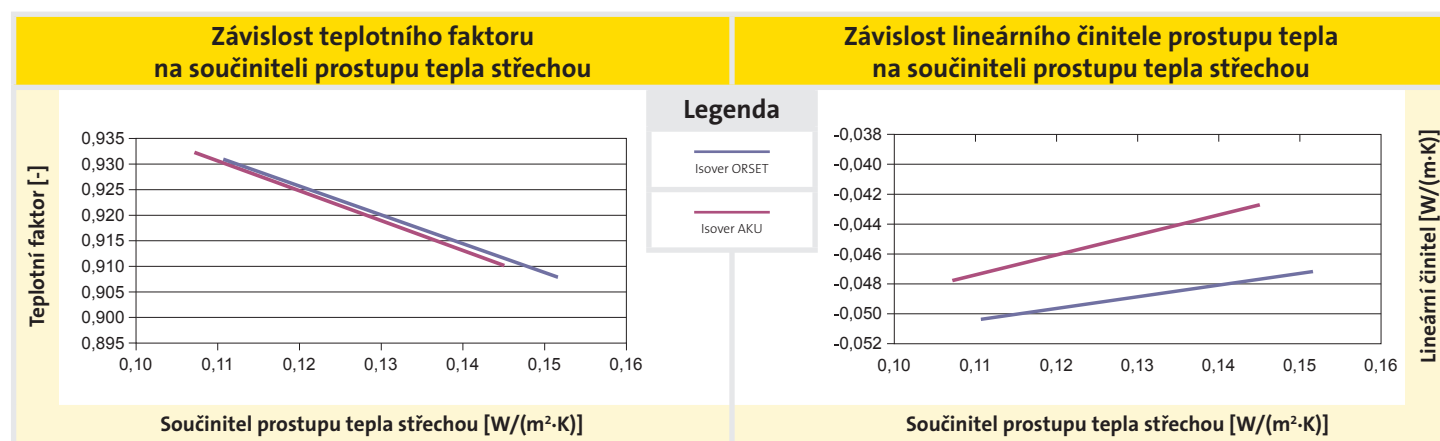 Závislost teplotního faktoru
na součiniteli prostupu tepla střechou
Teplotní faktor [-]
0,935
0,930
0,925
0,920
0,915
0,910
0,905
0,900
0,895
0,10 0,11 0,12 0,13 0,14 0,15 0,16
Součinitel prostupu tepla střechou [W/(m²·K)]
Legenda
Isover ORSET
Isover AKU
Závislost lineárního činitele prostupu tepla
na součiniteli prostupu tepla střechou
-0,038
-0,040
-0,042
-0,044
-0,046
-0,048
-0,050
-0,052
0,10 0,11 0,12 0,13 0,14 0,15 0,16
Lineární činitel [W/(m·K)]
Součinitel prostupu tepla střechou [W/(m²·K)]